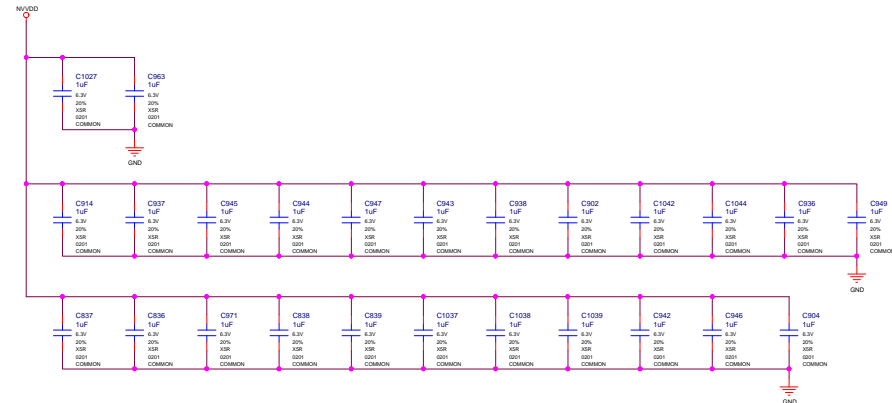 NVVDD
C1027 C963
1uF 1uF
6.3V 6.3V
20% 20%
X5R X5R
0201 0201
COMMON COMMON
GND
C914 C937 C945 C944 C947 C943 C938 C902 C1042 C1044 C936 C949
1uF 1uF 1uF 1uF 1uF 1uF 1uF 1uF 1uF 1uF 1uF 1uF
6.3V 6.3V 6.3V 6.3V 6.3V 6.3V 6.3V 6.3V 6.3V 6.3V 6.3V 6.3V
20% 20% 20% 20% 20% 20% 20% 20% 20% 20% 20% 20%
X5R X5R X5R X5R X5R X5R X5R X5R X5R X5R X5R X5R
0201 0201 0201 0201 0201 0201 0201 0201 0201 0201 0201 0201
COMMON COMMON COMMON COMMON COMMON COMMON COMMON COMMON COMMON COMMON COMMON COMMON
GND
C837 C836 C971 C838 C839 C1037 C1038 C1039 C942 C946 C904
1uF 1uF 1uF 1uF 1uF 1uF 1uF 1uF 1uF 1uF 1uF
6.3V 6.3V 6.3V 6.3V 6.3V 6.3V 6.3V 6.3V 6.3V 6.3V 6.3V
20% 20% 20% 20% 20% 20% 20% 20% 20% 20% 20%
X5R X5R X5R X5R X5R X5R X5R X5R X5R X5R X5R
0201 0201 0201 0201 0201 0201 0201 0201 0201 0201 0201
COMMON COMMON COMMON COMMON COMMON COMMON COMMON COMMON COMMON COMMON COMMON
GND